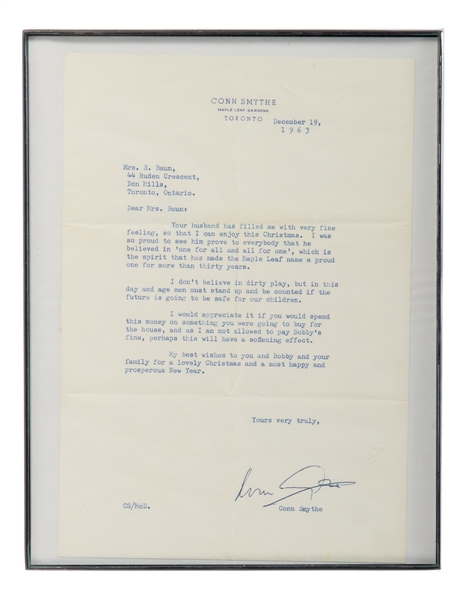 CONN SMYTHE
MAPLE LEAF GARDENS
TORONTO
December 19,
1963
Mrs. R. Baun,
44 Ruden Crescent,
Don Mills,
Toronto, Ontario.
Dear Mrs. Baun:
Your husband has filled me with very fine
feeling, so that I can enjoy this Christmas. I was
so proud to see him prove to everybody that he
believed in 'one for all and all for one', which is
the spirit that has made the Maple Leaf name a proud
one for more than thirty years.
I don't believe in dirty play, but in this
day and age men must stand up and be counted if the
future is going to be safe for our children.
I would appreciate it if you would spend
this money on something you were going to buy for
the house, and as I am not allowed to pay Bobby's
fine, perhaps this will have a softening effect.
My best wishes to you and Bobby and your
family for a lovely Christmas and a most happy and
prosperous New Year.
Yours very truly,
Conn Smythe
Conn Smythe
CS/McD.